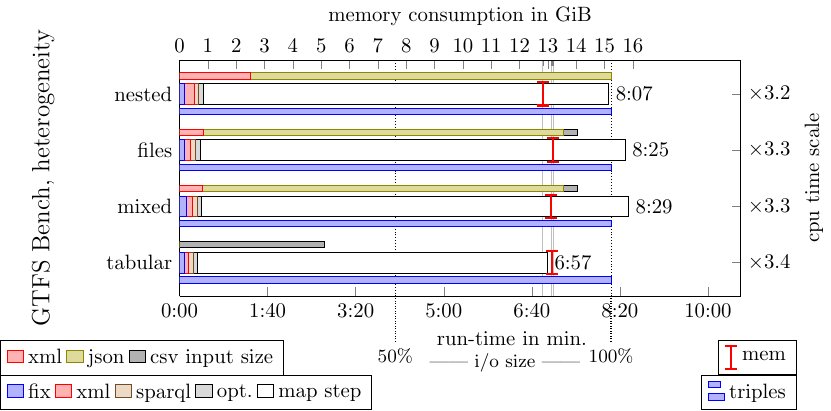 memory consumption in GiB
0 1 2 3 4 5 6 7 8 9 10 11 12 13 14 15 16
GTFS Bench, heterogeneity
nested 8:07 ×3.2
files 8:25 ×3.3
mixed 8:29 ×3.3
tabular 6:57 ×3.4
cpu time scale
0:00 1:40 3:20 5:00 6:40 8:20 10:00
run-time in min.
50% i/o size 100%
xml json csv input size
mem
fix xml sparql opt. map step
triples